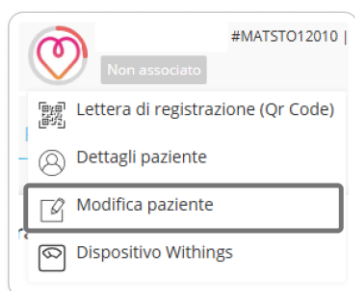 #MATSTO12010 |
Non associato
Lettera di registrazione (Qr Code)
Dettagli paziente
Modifica paziente
Dispositivo Withings